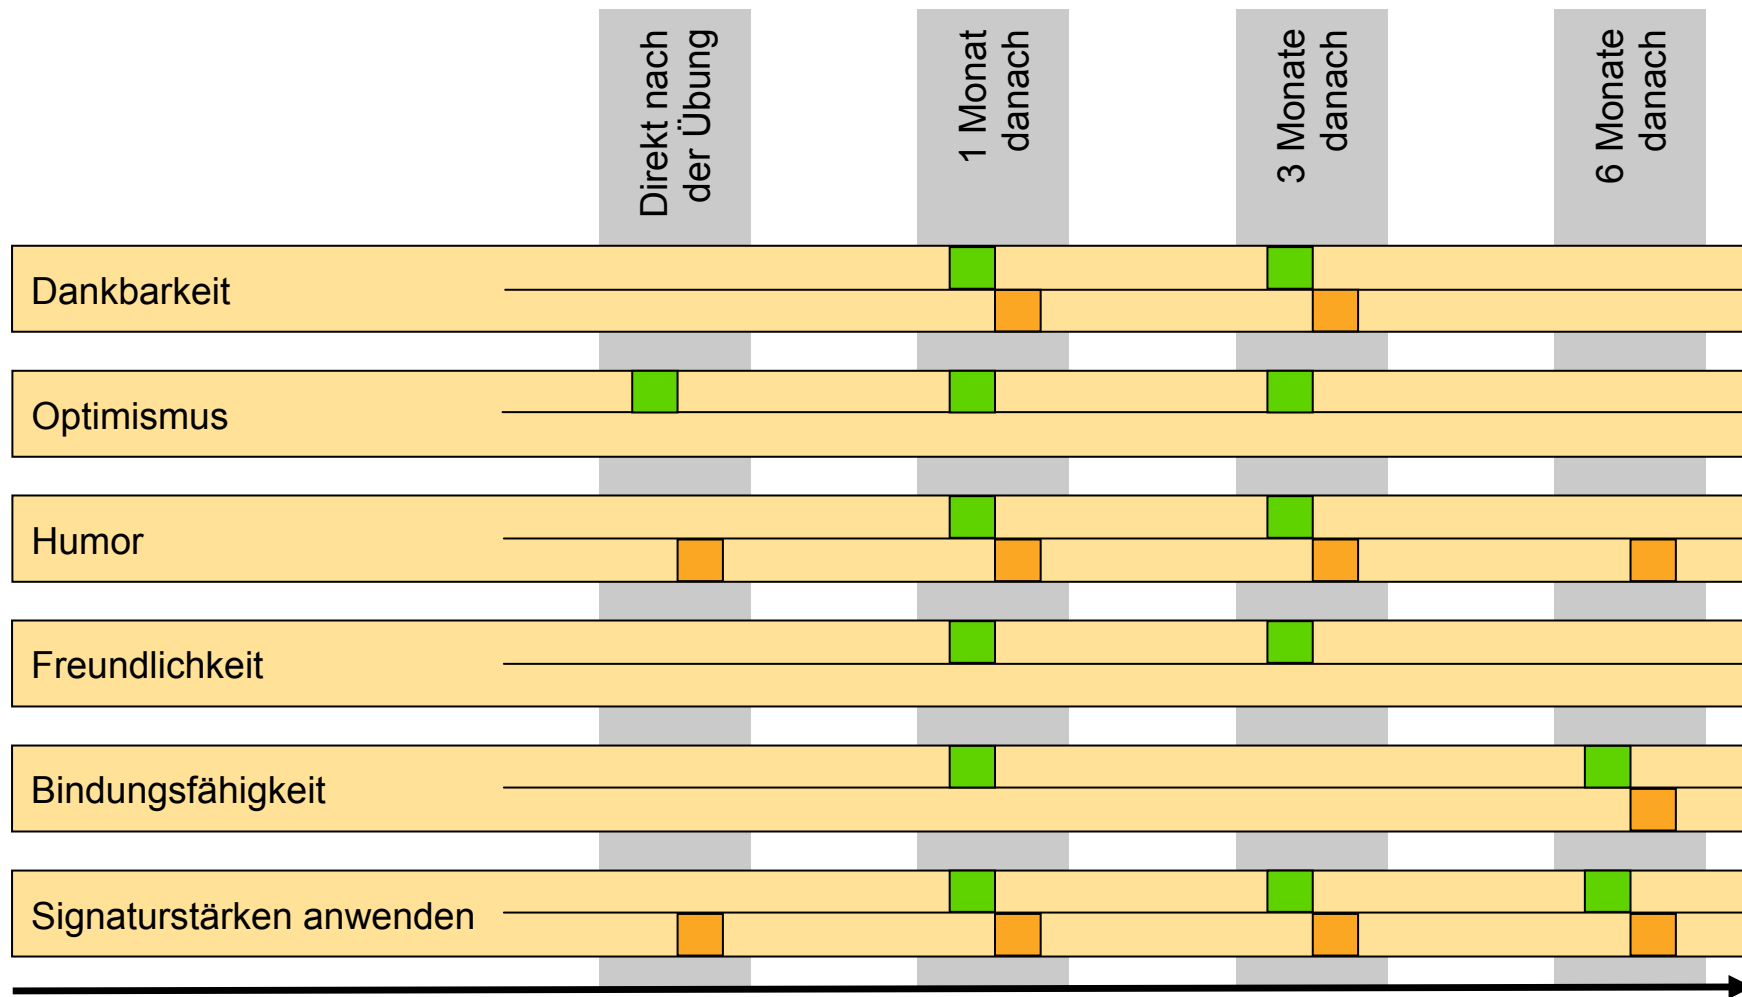 Direkt nach
der Übung
1 Monat
danach
3 Monate
danach
6 Monate
danach
Dankbarkeit
Optimismus
Humor
Freundlichkeit
Bindungsfähigkeit
Signaturstärken anwenden